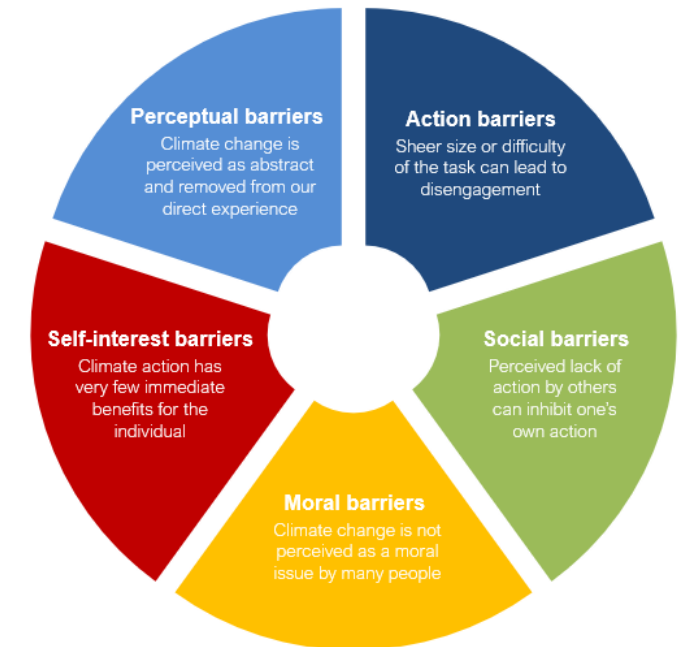 Perceptual barriers
Climate change is
perceived as abstract
and removed from our
direct experience
Action barriers
Sheer size or difficulty
of the task can lead to
disengagement
Self-interest barriers
Climate action has
very few immediate
benefits for the
individual
Social barriers
Perceived lack of
action by others
can inhibit one's
own action
Moral barriers
Climate change is not
perceived as a moral
issue by many people